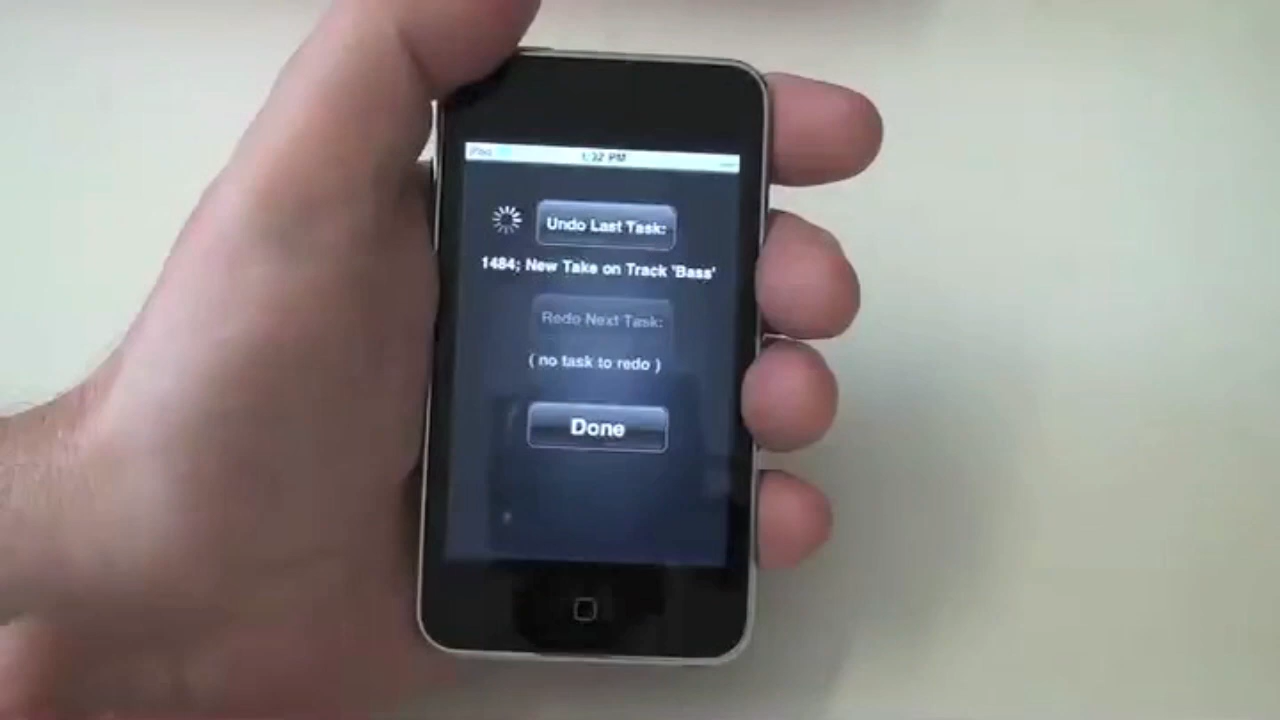 iPod 1:32 PM
Undo Last Task:
1484; New Take on Track 'Bass'
Redo Next Task:
( no task to redo )
Done